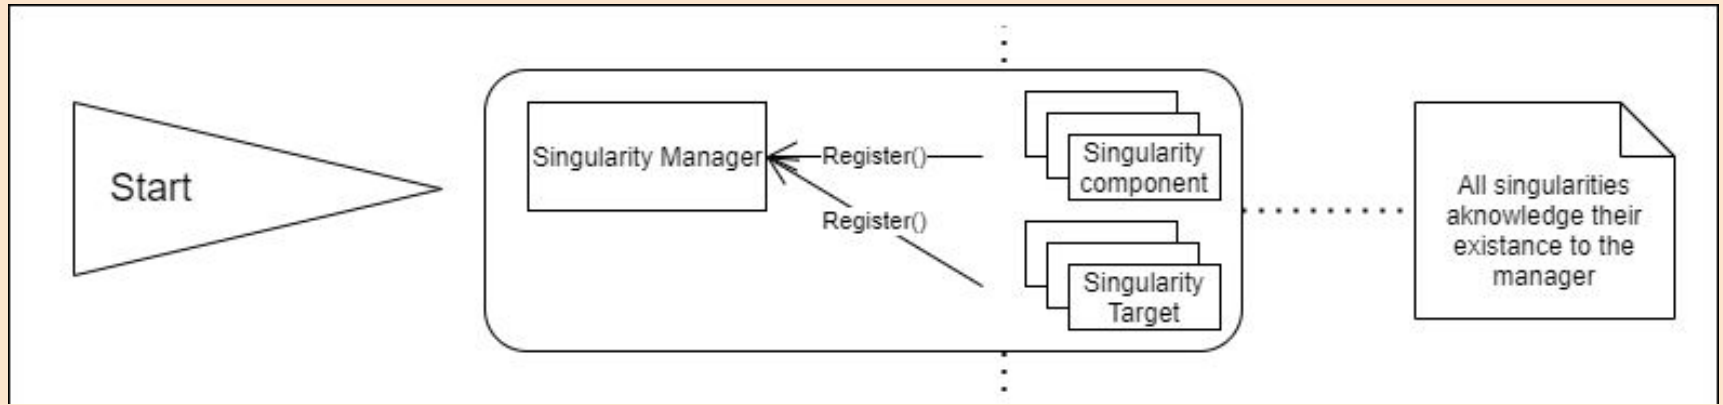 Start
Singularity Manager
Register()
Register()
Singularity
component
Singularity
Target
All singularities
aknowledge their
existance to the
manager